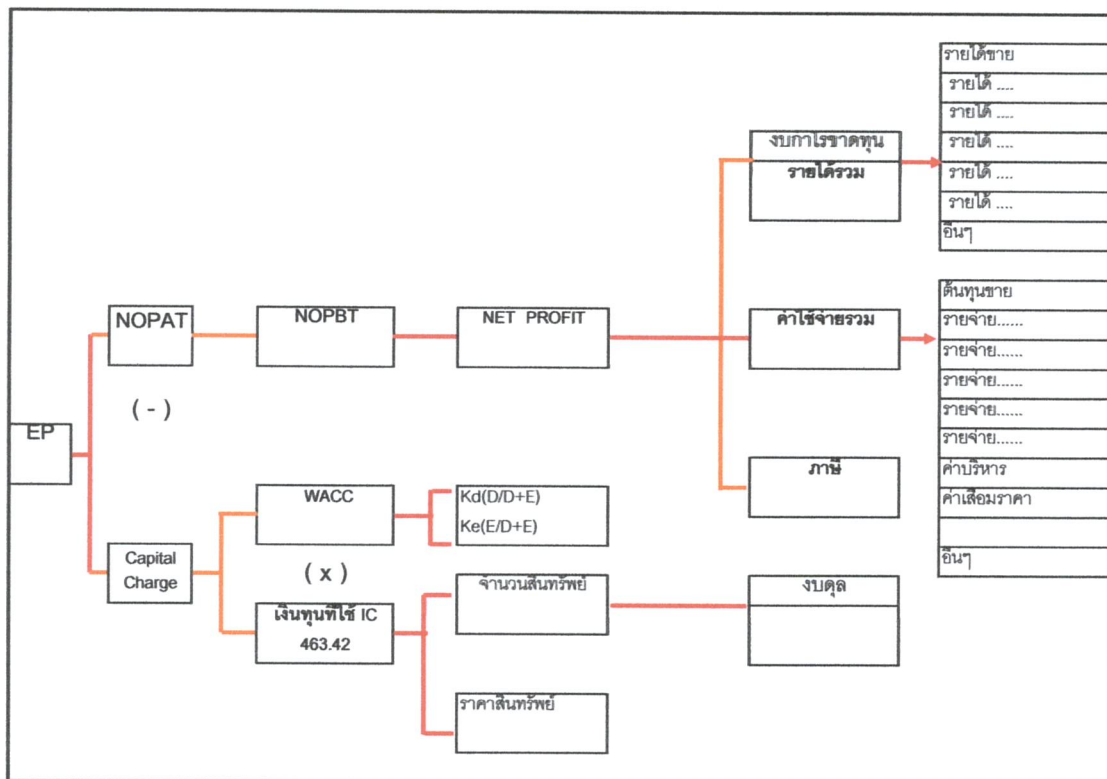 รายได้ขาย
รายได้ ....
รายได้ ....
รายได้ ....
รายได้ ....
รายได้ ....
อื่นๆ
งบกำไรขาดทุน
รายได้รวม
ต้นทุนขาย
รายจ่าย......
รายจ่าย......
รายจ่าย......
รายจ่าย......
รายจ่าย......
ค่าบริหาร
ค่าเสื่อมราคา
อื่นๆ
NOPAT
NOPBT
NET PROFIT
ค่าใช้จ่ายรวม
( - )
EP
ภาษี
WACC
Kd(D/D+E)
Ke(E/D+E)
Capital
Charge
( x )
เงินทุนที่ใช้ IC
463.42
จำนวนสินทรัพย์
งบดุล
ราคาสินทรัพย์